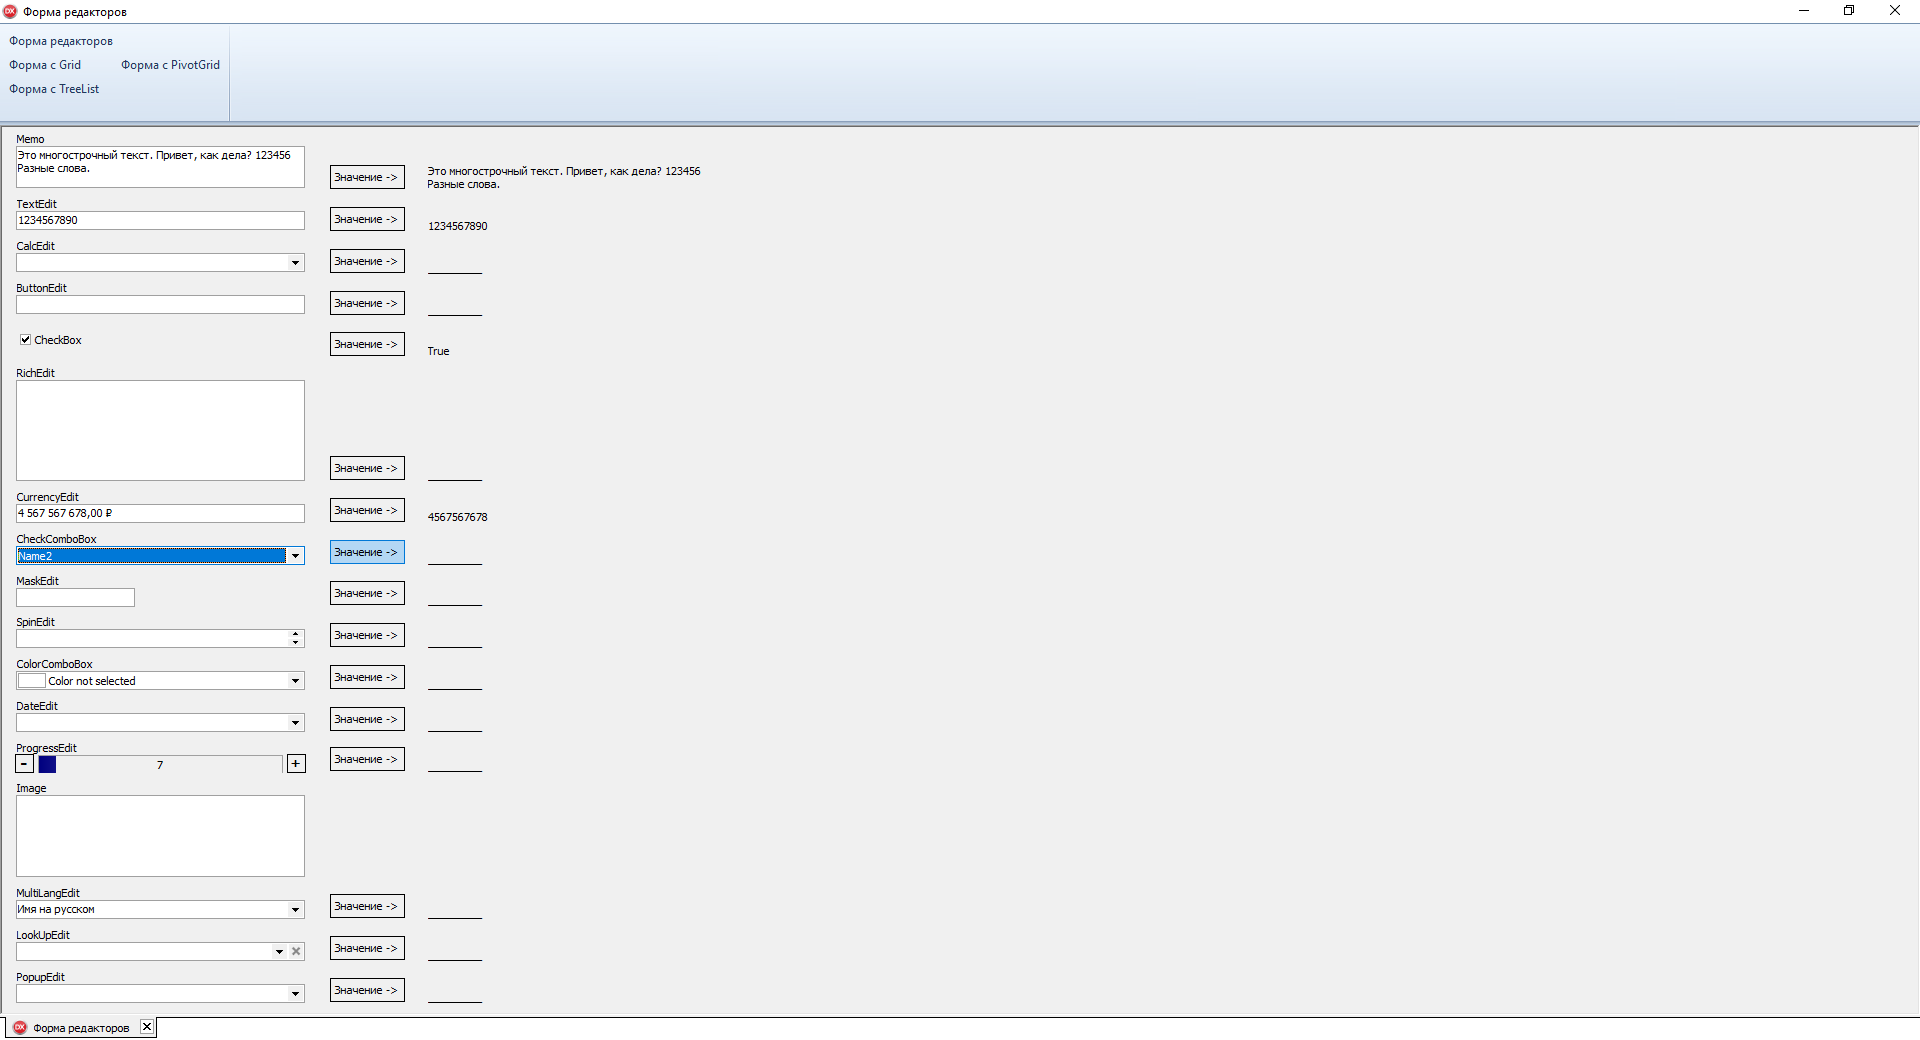 Форма редакторов
Форма редакторов
Форма с Grid Форма с PivotGrid
Форма с TreeList
Memo
Это многострочный текст. Привет, как дела? 123456
Разные слова.
Значение ->
Это многострочный текст. Привет, как дела? 123456
Разные слова.
TextEdit
1234567890
Значение ->
1234567890
CalcEdit
Значение ->
ButtonEdit
Значение ->
CheckBox
Значение ->
True
RichEdit
Значение ->
CurrencyEdit
4 567 567 678,00 ₽
Значение ->
4567567678
CheckComboBox
Name2
Значение ->
MaskEdit
Значение ->
SpinEdit
Значение ->
ColorComboBox
Color not selected
Значение ->
DateEdit
Значение ->
ProgressEdit
- 7 +
Значение ->
Image
MultiLangEdit
Имя на русском
Значение ->
LookUpEdit
Значение ->
PopupEdit
Значение ->
DX Форма редакторов